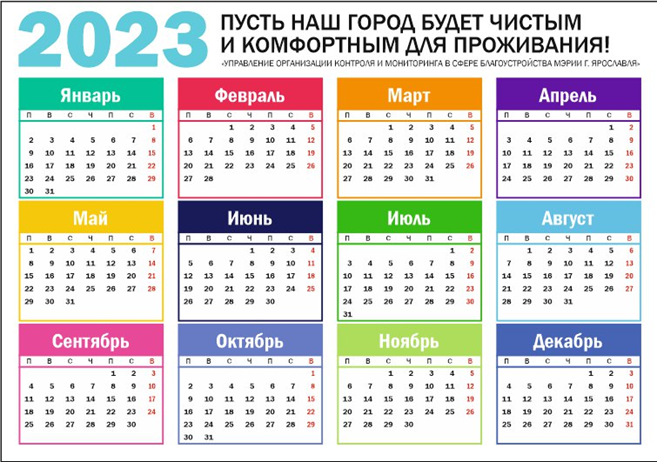 2023
ПУСТЬ НАШ ГОРОД БУДЕТ ЧИСТЫМ
И КОМФОРТНЫМ ДЛЯ ПРОЖИВАНИЯ!
«УПРАВЛЕНИЕ ОРГАНИЗАЦИИ КОНТРОЛЯ И МОНИТОРИНГА В СФЕРЕ БЛАГОУСТРОЙСТВА МЭРИИ Г. ЯРОСЛАВЛЯ»
Январь
П В С Ч П С В
1
2 3 4 5 6 7 8
9 10 11 12 13 14 15
16 17 18 19 20 21 22
23 24 25 26 27 28 29
30 31
Февраль
П В С Ч П С В
1 2 3 4 5
6 7 8 9 10 11 12
13 14 15 16 17 18 19
20 21 22 23 24 25 26
27 28
Март
П В С Ч П С В
1 2 3 4 5
6 7 8 9 10 11 12
13 14 15 16 17 18 19
20 21 22 23 24 25 26
27 28 29 30 31
Апрель
П В С Ч П С В
1 2
3 4 5 6 7 8 9
10 11 12 13 14 15 16
17 18 19 20 21 22 23
24 25 26 27 28 29 30
Май
П В С Ч П С В
1 2 3 4 5 6 7
8 9 10 11 12 13 14
15 16 17 18 19 20 21
22 23 24 25 26 27 28
29 30 31
Июнь
П В С Ч П С В
1 2 3 4
5 6 7 8 9 10 11
12 13 14 15 16 17 18
19 20 21 22 23 24 25
26 27 28 29 30
Июль
П В С Ч П С В
1 2
3 4 5 6 7 8 9
10 11 12 13 14 15 16
17 18 19 20 21 22 23
24 25 26 27 28 29 30
31
Август
П В С Ч П С В
1 2 3 4 5 6
7 8 9 10 11 12 13
14 15 16 17 18 19 20
21 22 23 24 25 26 27
28 29 30 31
Сентябрь
П В С Ч П С В
1 2 3
4 5 6 7 8 9 10
11 12 13 14 15 16 17
18 19 20 21 22 23 24
25 26 27 28 29 30
Октябрь
П В С Ч П С В
1
2 3 4 5 6 7 8
9 10 11 12 13 14 15
16 17 18 19 20 21 22
23 24 25 26 27 28 29
30 31
Ноябрь
П В С Ч П С В
1 2 3 4 5
6 7 8 9 10 11 12
13 14 15 16 17 18 19
20 21 22 23 24 25 26
27 28 29 30
Декабрь
П В С Ч П С В
1 2 3
4 5 6 7 8 9 10
11 12 13 14 15 16 17
18 19 20 21 22 23 24
25 26 27 28 29 30 31